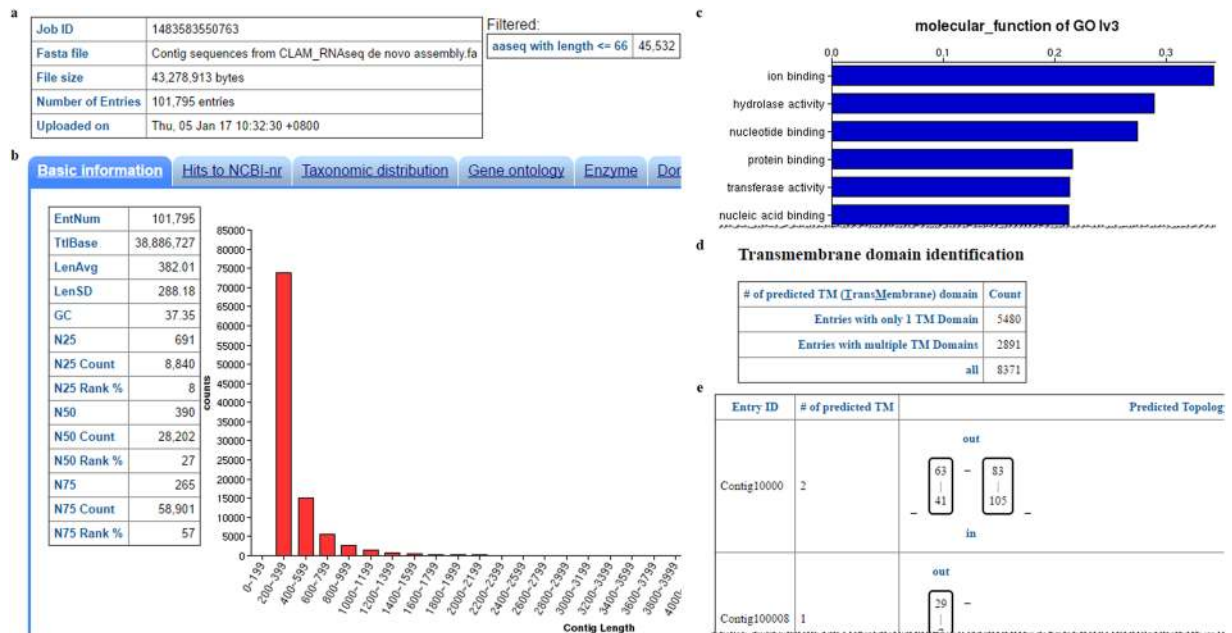 a
Job ID 1483583550763
Fasta file Contig sequences from CLAM_RNAseq de novo assembly.fa
File size 43,278,913 bytes
Number of Entries 101,795 entries
Uploaded on Thu, 05 Jan 17 10:32:30 +0800
Filtered:
aaseq with length <= 66 45,532
b
Basic information Hits to NCBI-nr Taxonomic distribution Gene ontology Enzyme Dor
EntNum 101,795
TtlBase 38,886,727
LenAvg 382.01
LenSD 288.18
GC 37.35
N25 691
N25 Count 8,840
N25 Rank % 8
N50 390
N50 Count 28,202
N50 Rank % 27
N75 265
N75 Count 58,901
N75 Rank % 57
counts
85000
80000
75000
70000
65000
60000
55000
50000
45000
40000
35000
30000
25000
20000
15000
10000
5000
0
0~199
200~399
400~599
600~799
800~999
1000~1199
1200~1399
1400~1599
1600~1799
1800~1999
2000~2199
2200~2399
2400~2599
2600~2799
2800~2999
3000~3199
3200~3399
3400~3599
3600~3799
3800~3999
4000~
Contig Length
c
molecular_function of GO lv3
0.0 0.1 0.2 0.3
ion binding
hydrolase activity
nucleotide binding
protein binding
transferase activity
nucleic acid binding
d
Transmembrane domain identification
# of predicted TM (TransMembrane) domain Count
Entries with only 1 TM Domain 5480
Entries with multiple TM Domains 2891
all 8371
e
Entry ID # of predicted TM Predicted Topolog
Contig10000 2
out
63 - 83
| |
41 105
- -
in
Contig100008 1
out
29 -
|